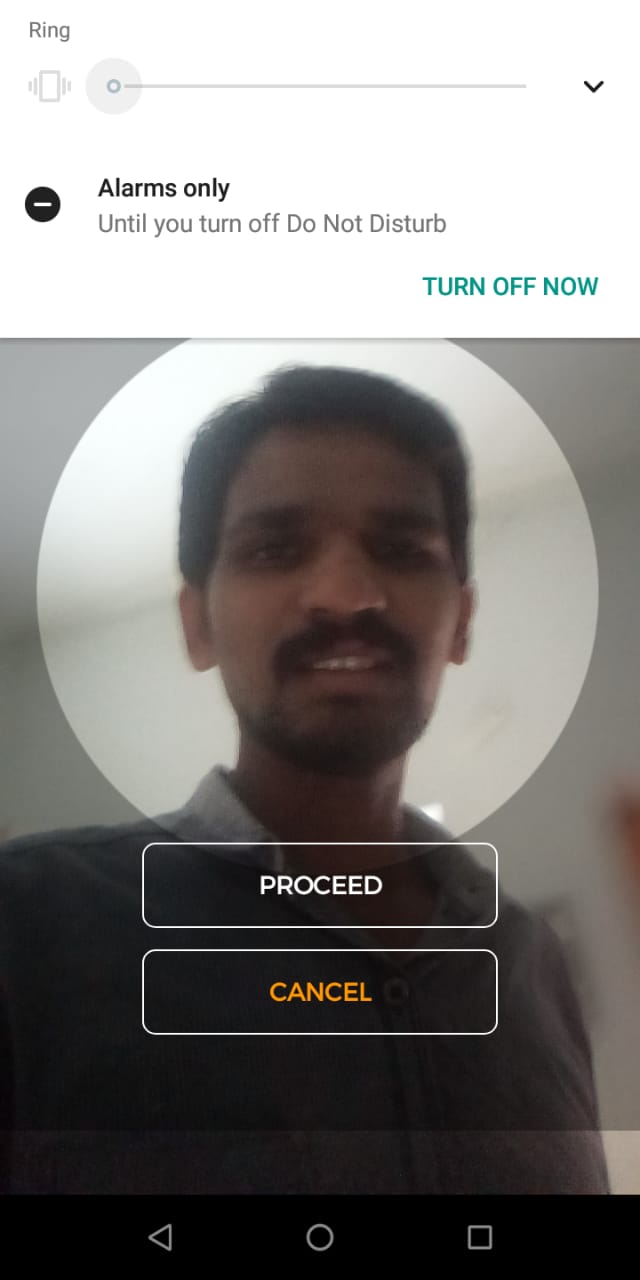 Ring
Alarms only
Until you turn off Do Not Disturb
TURN OFF NOW
PROCEED
CANCEL